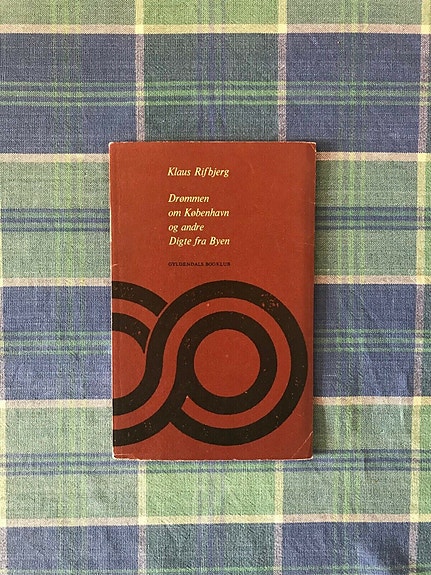 Klaus Rifbjerg
Drømmen
om København
og andre
Digte fra Byen
GYLDENDALS BOGKLUB